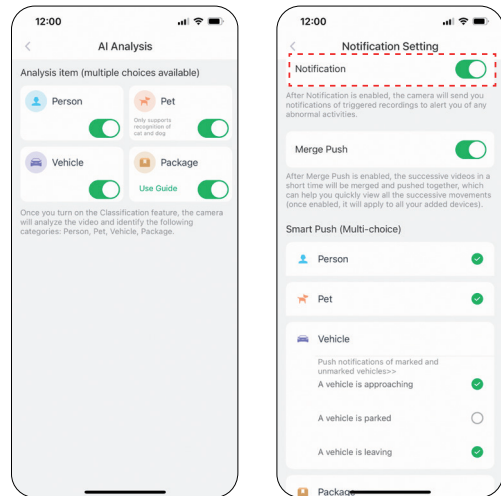 12:00
AI Analysis
Analysis item (multiple choices available)
Person
Pet
Only supports
recognition of
cat and dog
Vehicle
Package
Use Guide
Once you turn on the Classification feature, the camera
will analyze the video and identify the following
categories: Person, Pet, Vehicle, Package.
12:00
Notification Setting
Notification
After Notification is enabled, the camera will send you
notifications of triggered recordings to alert you of any
abnormal activities.
Merge Push
After Merge Push is enabled, the successive videos in a
short time will be merged and pushed together, which
can help you quickly view all the successive movements
(once enabled, it will apply to all your added devices).
Smart Push (Multi-choice)
Person
Pet
Vehicle
Push notifications of marked and
unmarked vehicles>>
A vehicle is approaching
A vehicle is parked
A vehicle is leaving
Package